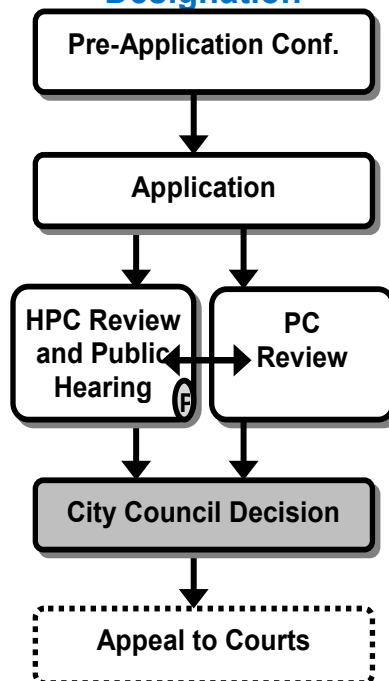 Designation
Pre-Application Conf.
Application
HPC Review
and Public
Hearing
P
PC
Review
City Council Decision
Appeal to Courts